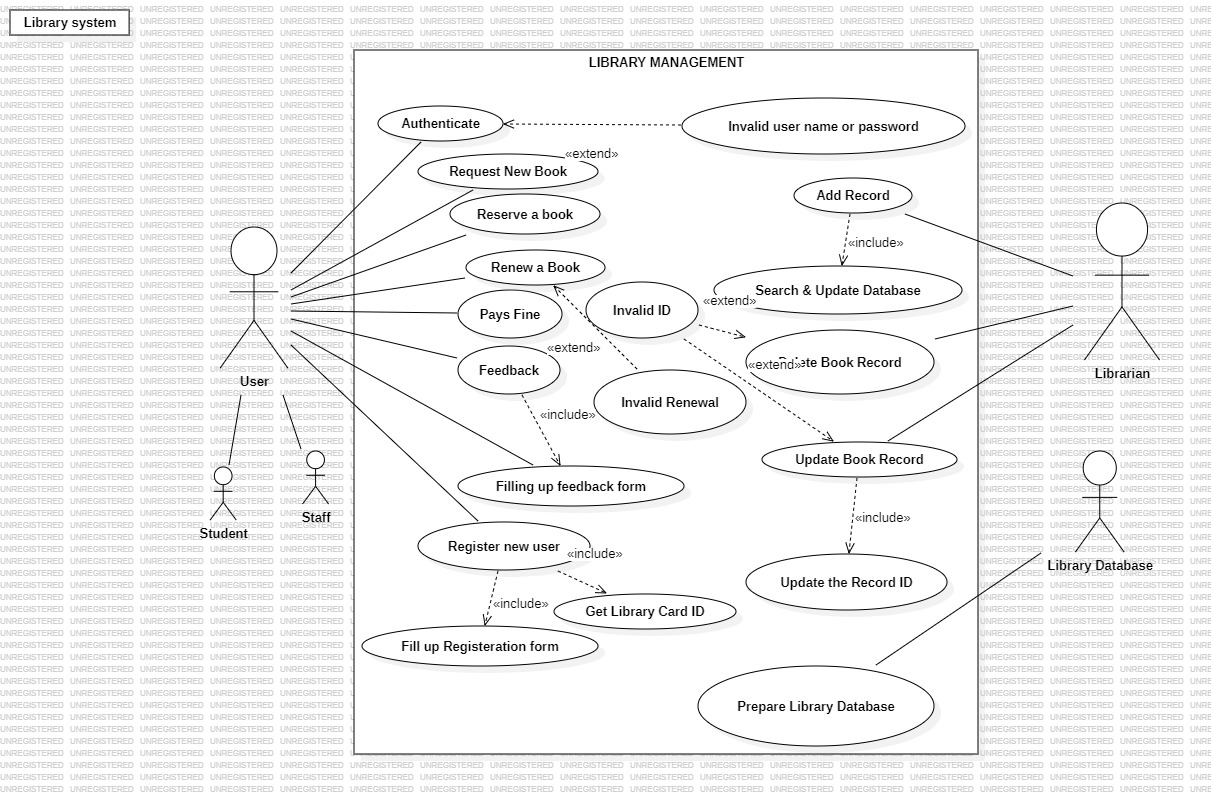 Library system
LIBRARY MANAGEMENT
Authenticate
Invalid user name or password
«extend»
Request New Book
Add Record
Reserve a book
«include»
Renew a Book
Search & Update Database
«extend»
Invalid ID
Pays Fine
«extend»
Feedback
«extend»
Book Record
User
Librarian
Invalid Renewal
«include»
Update Book Record
Filling up feedback form
Student
Staff
«include»
Register new user
«include»
Library Database
Update the Record ID
«include»
Get Library Card ID
Fill up Registeration form
Prepare Library Database
UNREGISTERED